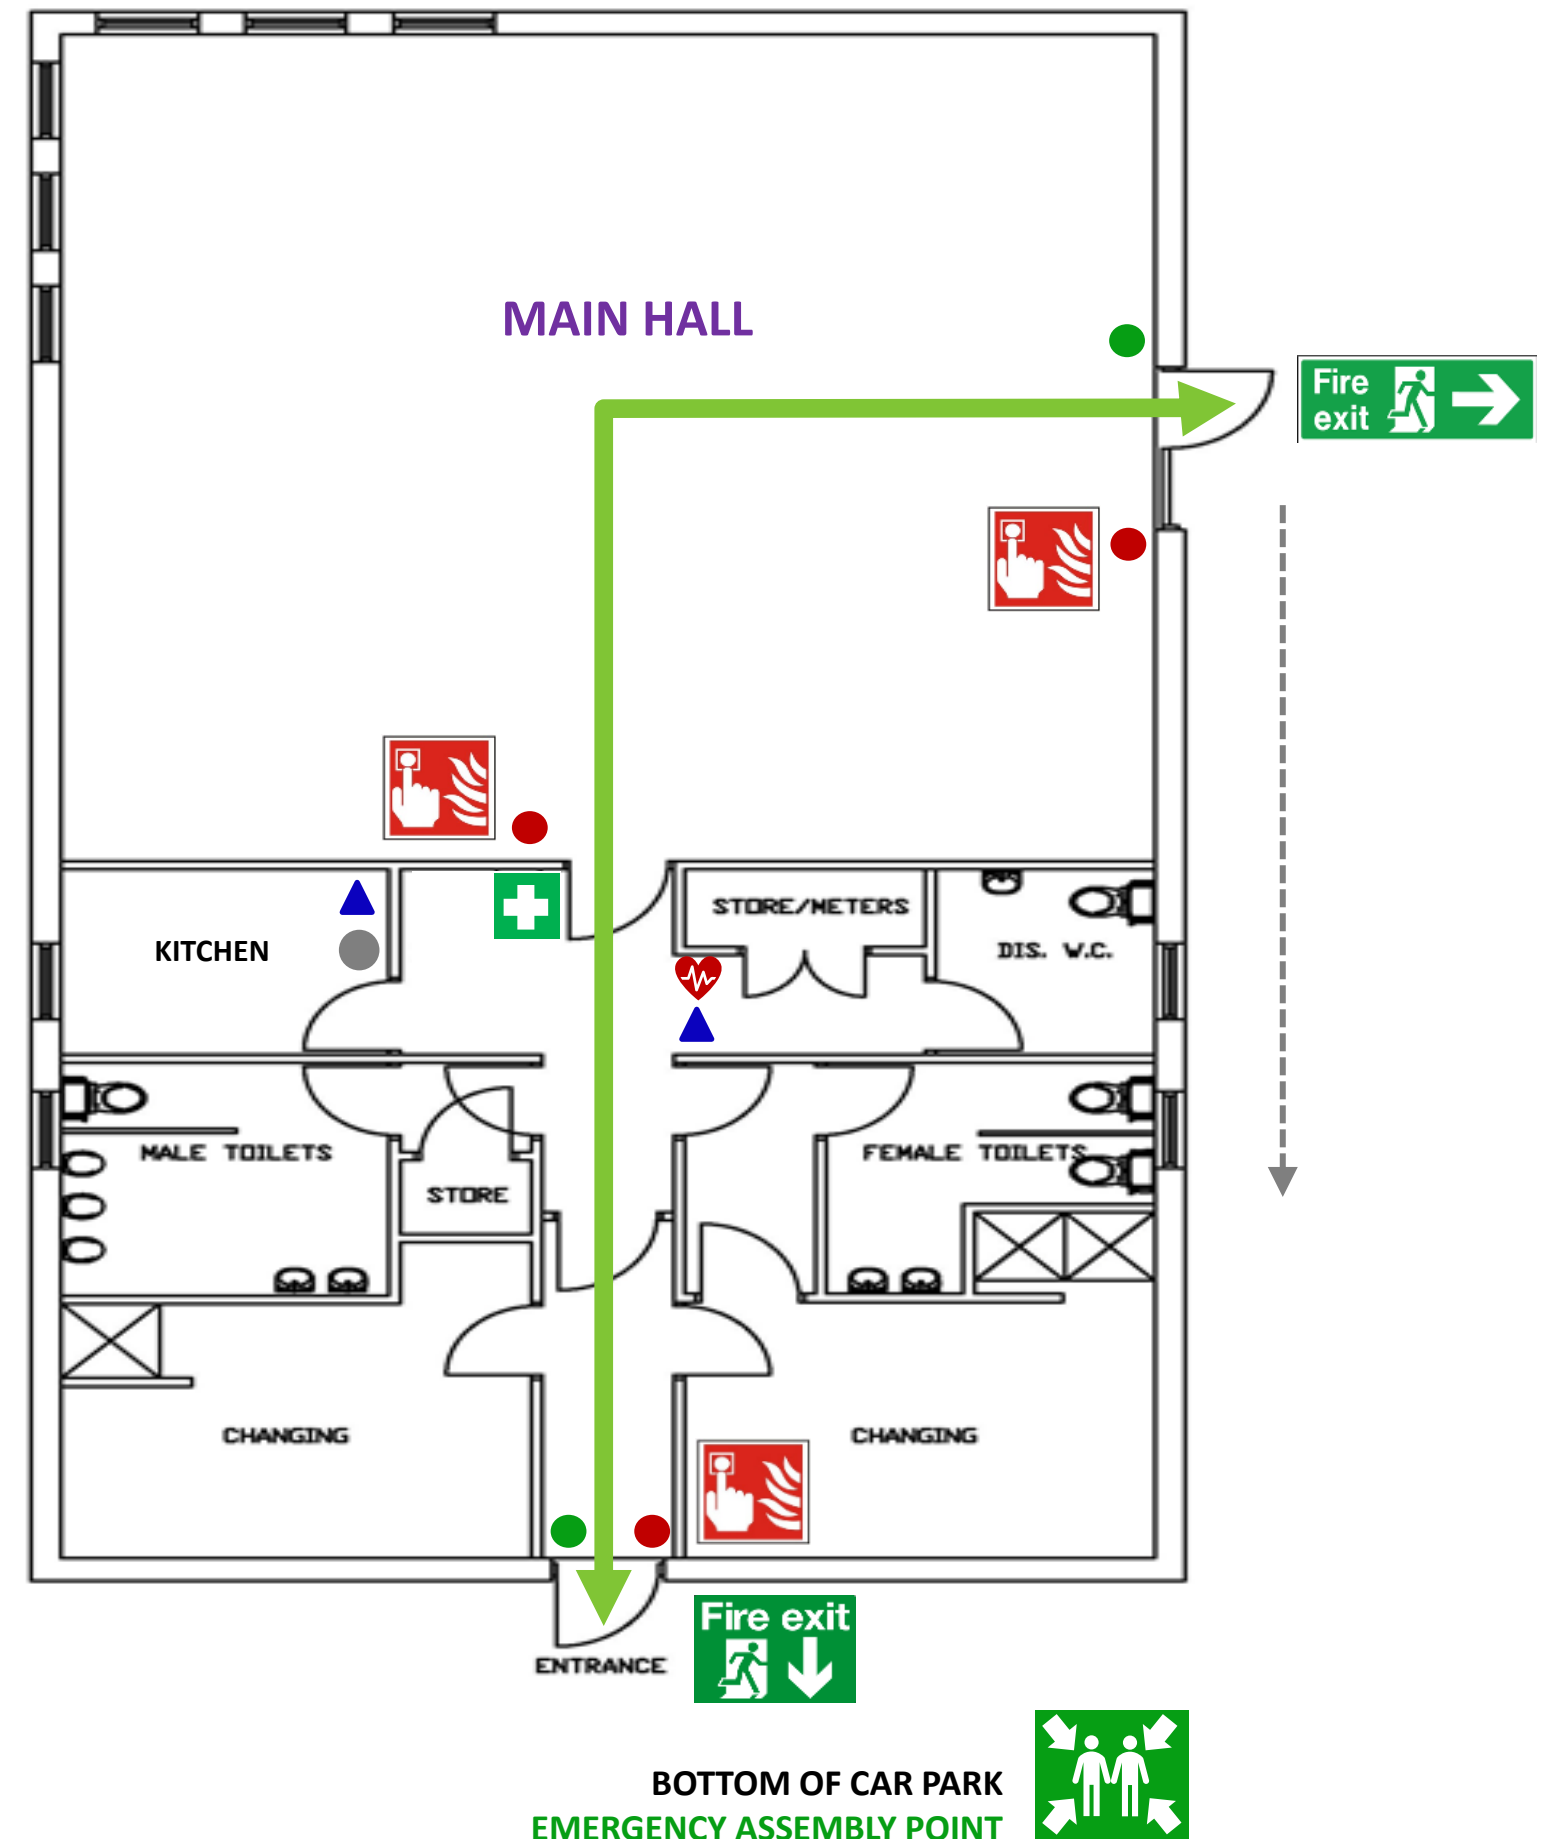 MAIN HALL
Fire
exit
STORE/METERS
KITCHEN
DIS. W.C.
MALE TOILETS
FEMALE TOILETS
STORE
CHANGING
CHANGING
Fire exit
ENTRANCE
BOTTOM OF CAR PARK
EMERGENCY ASSEMBLY POINT